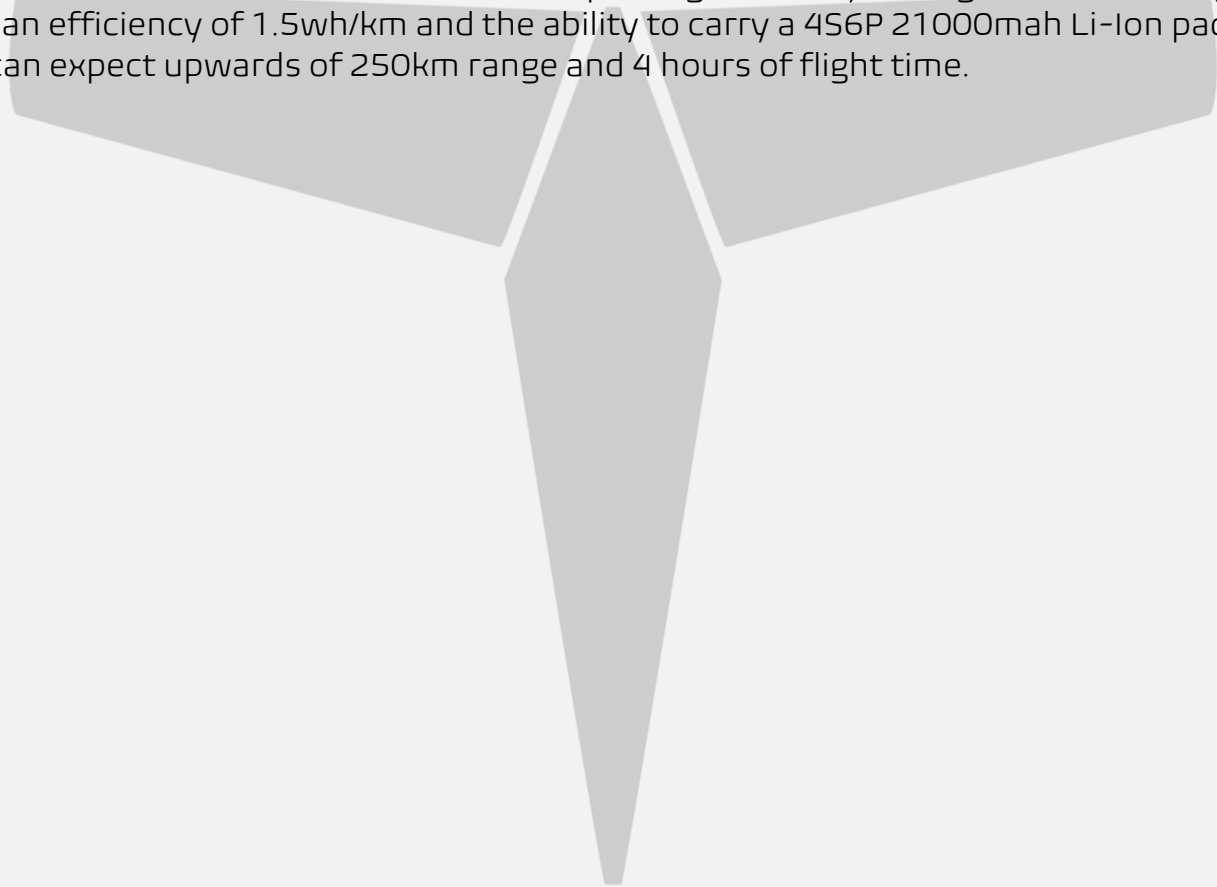 an efficiency of 1.5wh/km and the ability to carry a 4S6P 21000mah Li-Ion
can expect upwards of 250km range and 4 hours of flight time.